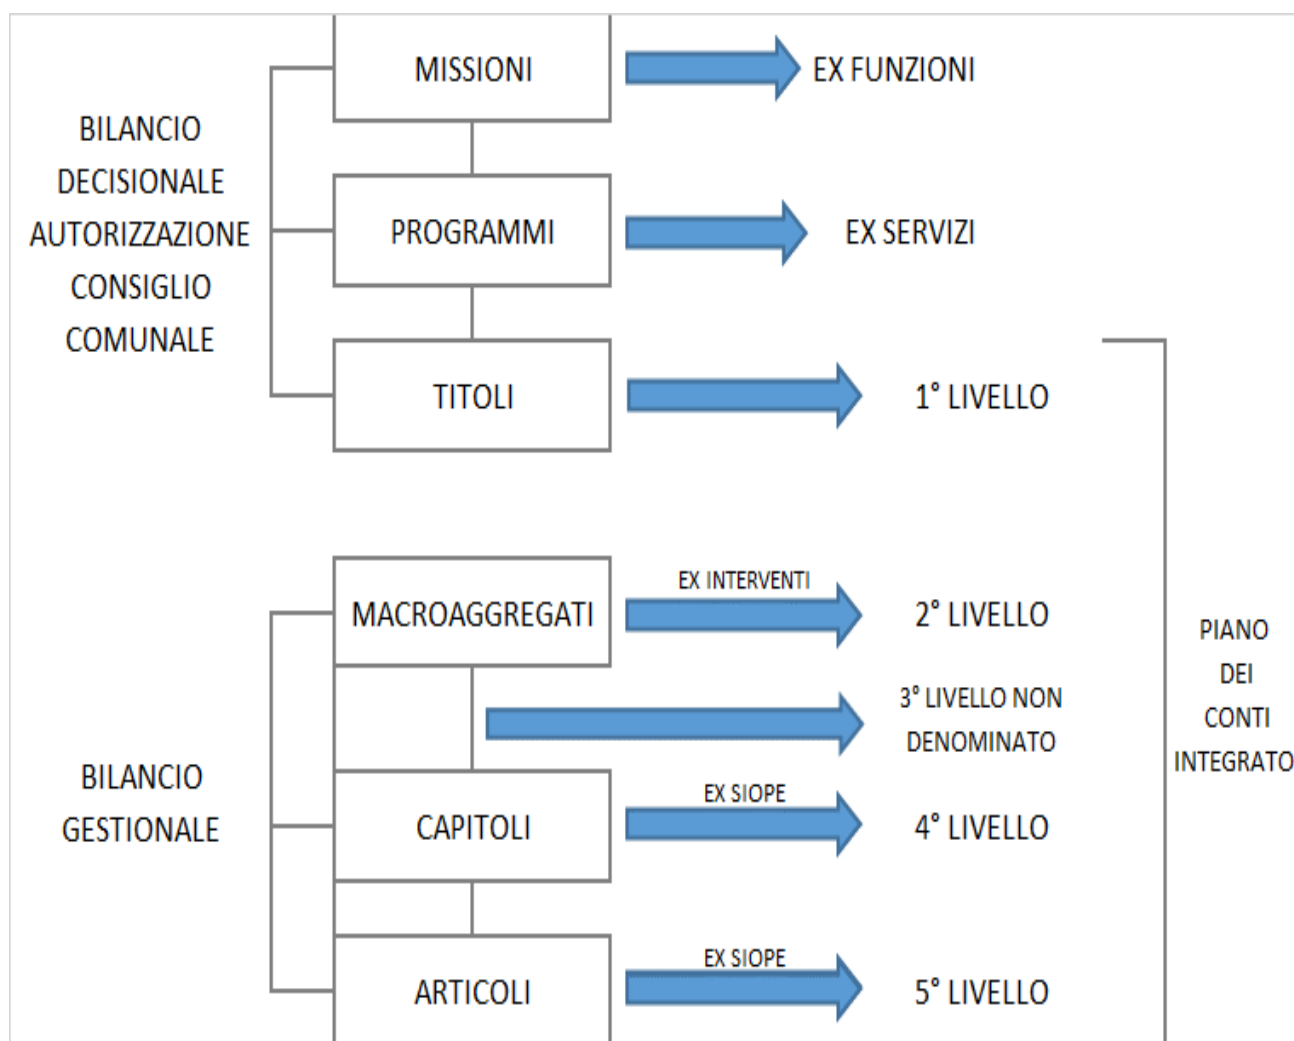 MISSIONI
EX FUNZIONI
BILANCIO
DECISIONALE
AUTORIZZAZIONE
CONSIGLIO
COMUNALE
PROGRAMMI
EX SERVIZI
TITOLI
1° LIVELLO
MACROAGGREGATI
EX INTERVENTI
2° LIVELLO
3° LIVELLO NON
DENOMINATO
BILANCIO
GESTIONALE
CAPITOLI
EX SIOPE
4° LIVELLO
ARTICOLI
EX SIOPE
5° LIVELLO
PIANO
DEI
CONTI
INTEGRATO